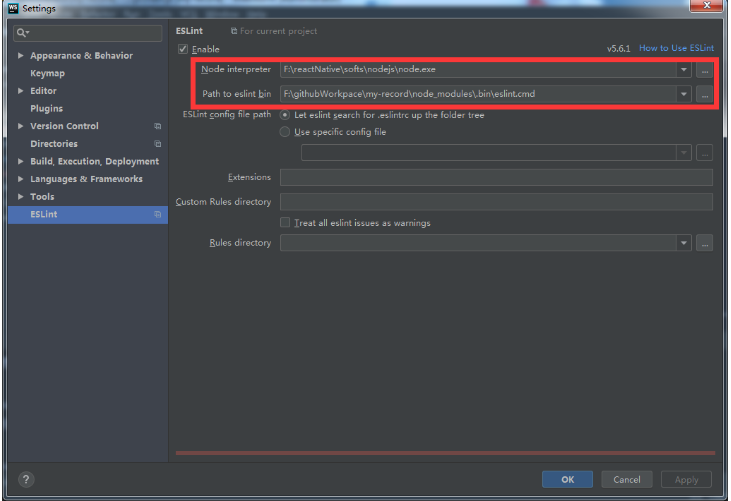 WS Settings
Appearance & Behavior
Keymap
Editor
Plugins
Version Control
Directories
Build, Execution, Deployment
Languages & Frameworks
Tools
ESLint
ESLint For current project
Enable v5.6.1 How to Use ESLint
Node interpreter F:\reactNative\softs\nodejs\node.exe ...
Path to eslint bin F:\githubWorkpace\my-record\node_modules\.bin\eslint.cmd ...
ESLint config file path Let eslint search for .eslintrc up the folder tree
Use specific config file
...
Extensions
Custom Rules directory
Treat all eslint issues as warnings
Rules directory ...
? OK Cancel Apply